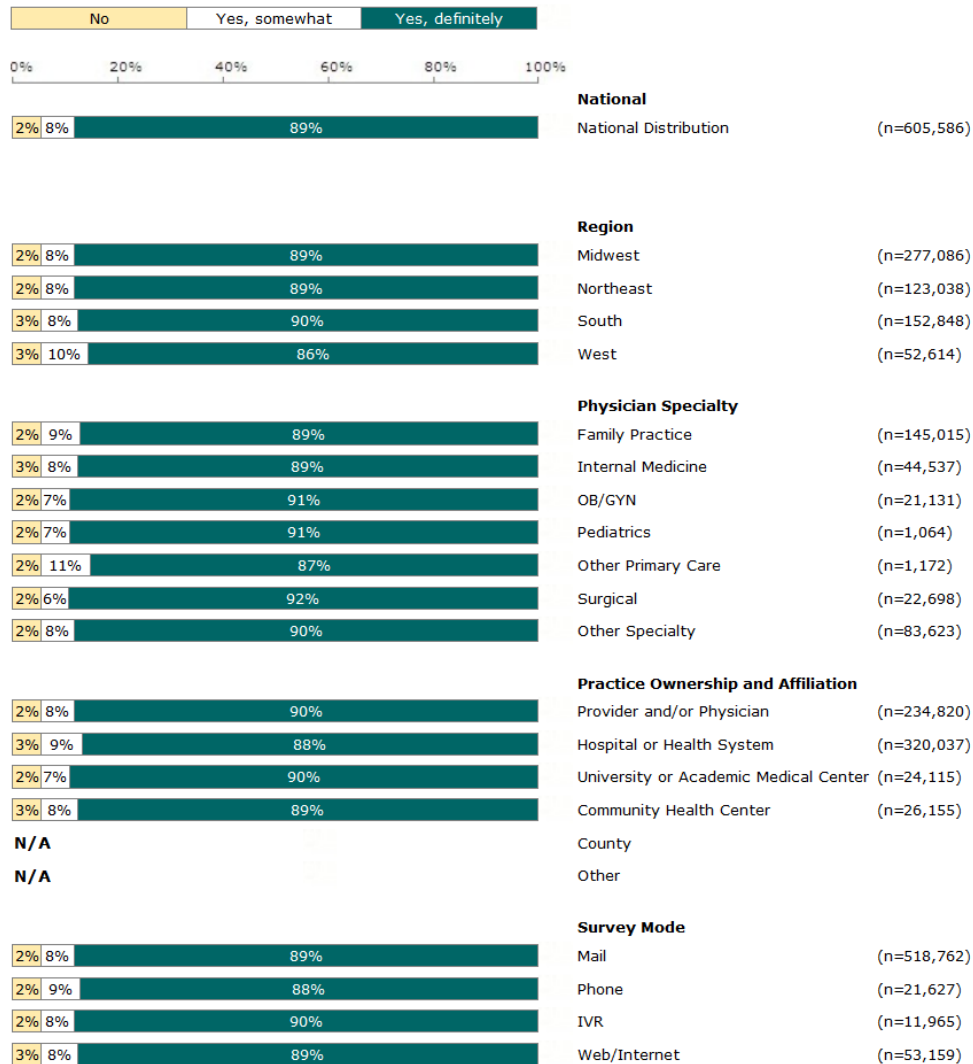 No Yes, somewhat Yes, definitely
0% 20% 40% 60% 80% 100%
National
2% 8% 89% National Distribution (n=605,586)
Region
2% 8% 89% Midwest (n=277,086)
2% 8% 89% Northeast (n=123,038)
3% 8% 90% South (n=152,848)
3% 10% 86% West (n=52,614)
Physician Specialty
2% 9% 89% Family Practice (n=145,015)
3% 8% 89% Internal Medicine (n=44,537)
2% 7% 91% OB/GYN (n=21,131)
2% 7% 91% Pediatrics (n=1,064)
2% 11% 87% Other Primary Care (n=1,172)
2% 6% 92% Surgical (n=22,698)
2% 8% 90% Other Specialty (n=83,623)
Practice Ownership and Affiliation
2% 8% 90% Provider and/or Physician (n=234,820)
3% 9% 88% Hospital or Health System (n=320,037)
2% 7% 90% University or Academic Medical Center (n=24,115)
3% 8% 89% Community Health Center (n=26,155)
N/A County
N/A Other
Survey Mode
2% 8% 89% Mail (n=518,762)
2% 9% 88% Phone (n=21,627)
2% 8% 90% IVR (n=11,965)
3% 8% 89% Web/Internet (n=53,159)